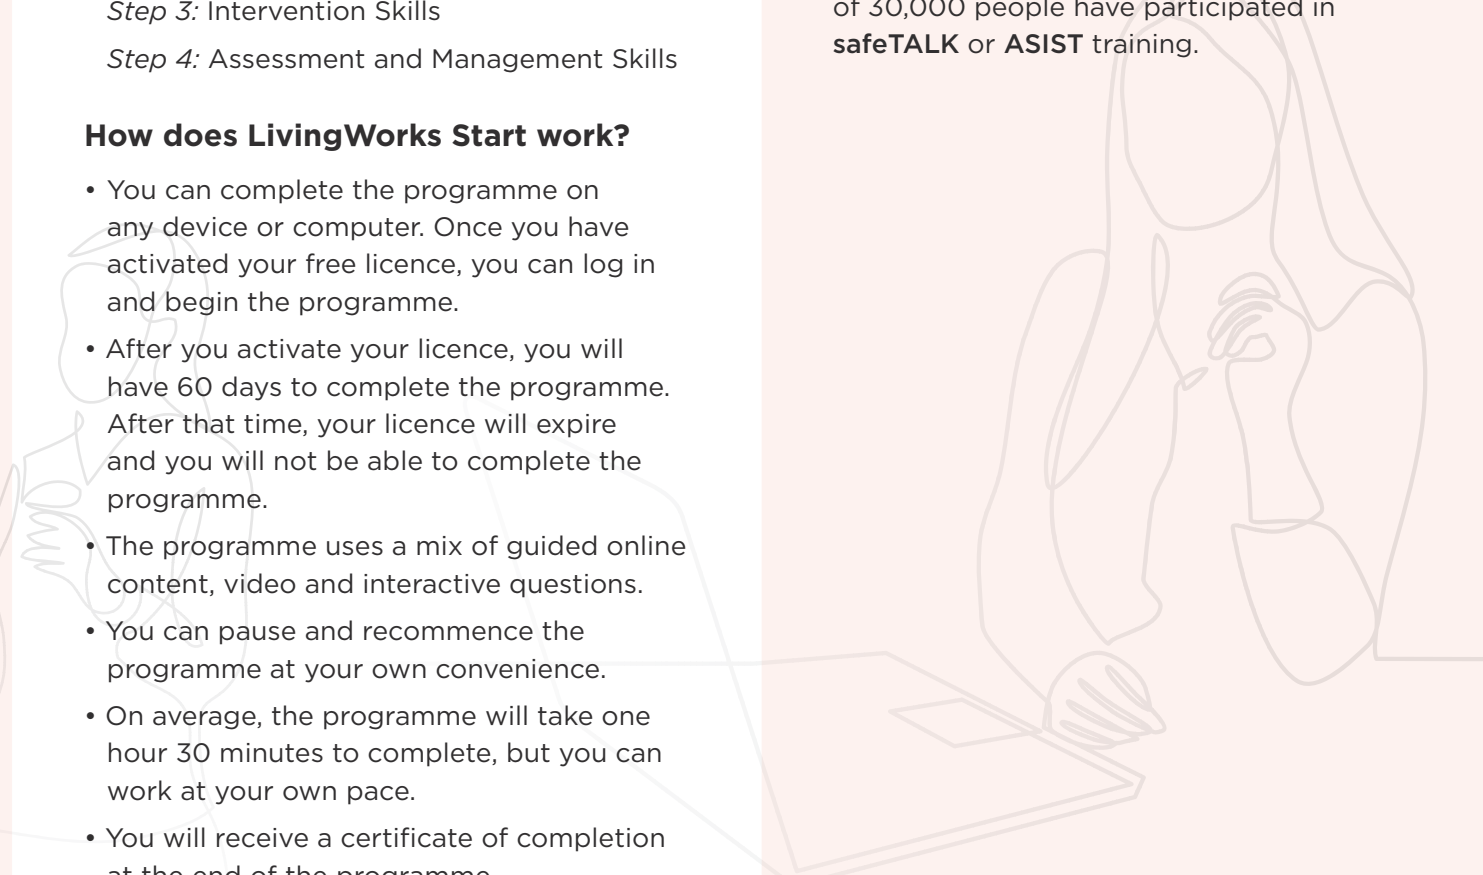 Step 3: Intervention Skills
Step 4: Assessment and Management Skills
How does LivingWorks Start work?
• You can complete the programme on
any device or computer. Once you have
activated your free licence, you can log in
and begin the programme.
• After you activate your licence, you will
have 60 days to complete the programme.
After that time, your licence will expire
and you will not be able to complete the
programme.
• The programme uses a mix of guided online
content, video and interactive questions.
• You can pause and recommence the
programme at your own convenience.
• On average, the programme will take one
hour 30 minutes to complete, but you can
work at your own pace.
• You will receive a certificate of completion
at the end of the programme.
of 30,000 people have participated in
safeTALK or ASIST training.